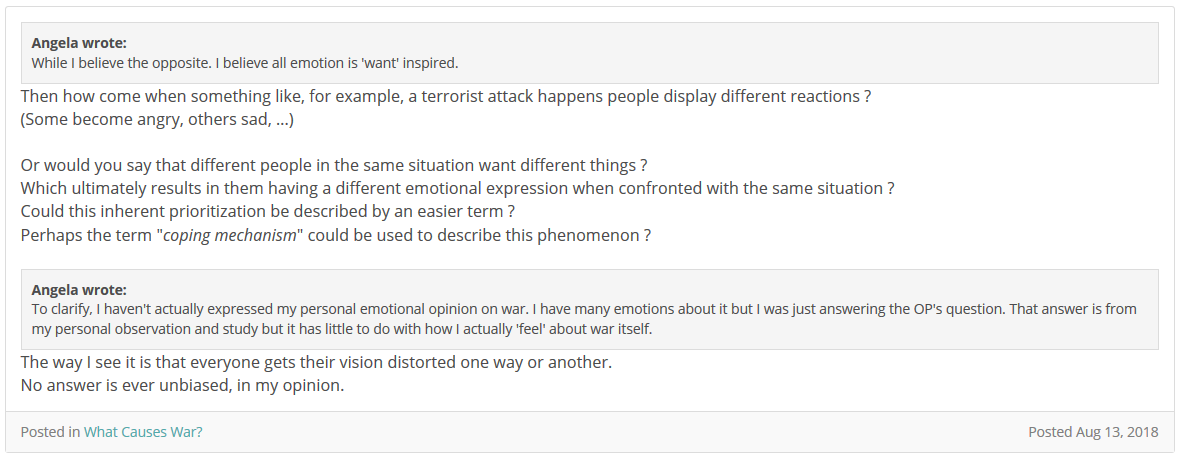 Angela wrote:
While I believe the opposite. I believe all emotion is 'want' inspired.
Then how come when something like, for example, a terrorist attack happens people display different reactions ?
(Some become angry, others sad, ...)
Or would you say that different people in the same situation want different things ?
Which ultimately results in them having a different emotional expression when confronted with the same situation ?
Could this inherent prioritization be described by an easier term ?
Perhaps the term "coping mechanism" could be used to describe this phenomenon ?
Angela wrote:
To clarify, I haven't actually expressed my personal emotional opinion on war. I have many emotions about it but I was just answering the OP's question. That answer is from
my personal observation and study but it has little to do with how I actually 'feel' about war itself.
The way I see it is that everyone gets their vision distorted one way or another.
No answer is ever unbiased, in my opinion.
Posted in What Causes War?
Posted Aug 13, 2018